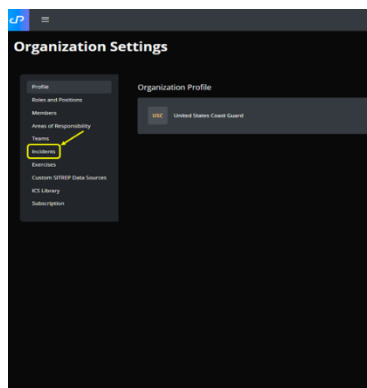 Organization Settings
Profile
Roles and Positions
Members
Areas of Responsibility
Teams
Incidents
Exercises
Custom SITREP Data Sources
ICS Library
Subscription
Organization Profile
USC United States Coast Guard